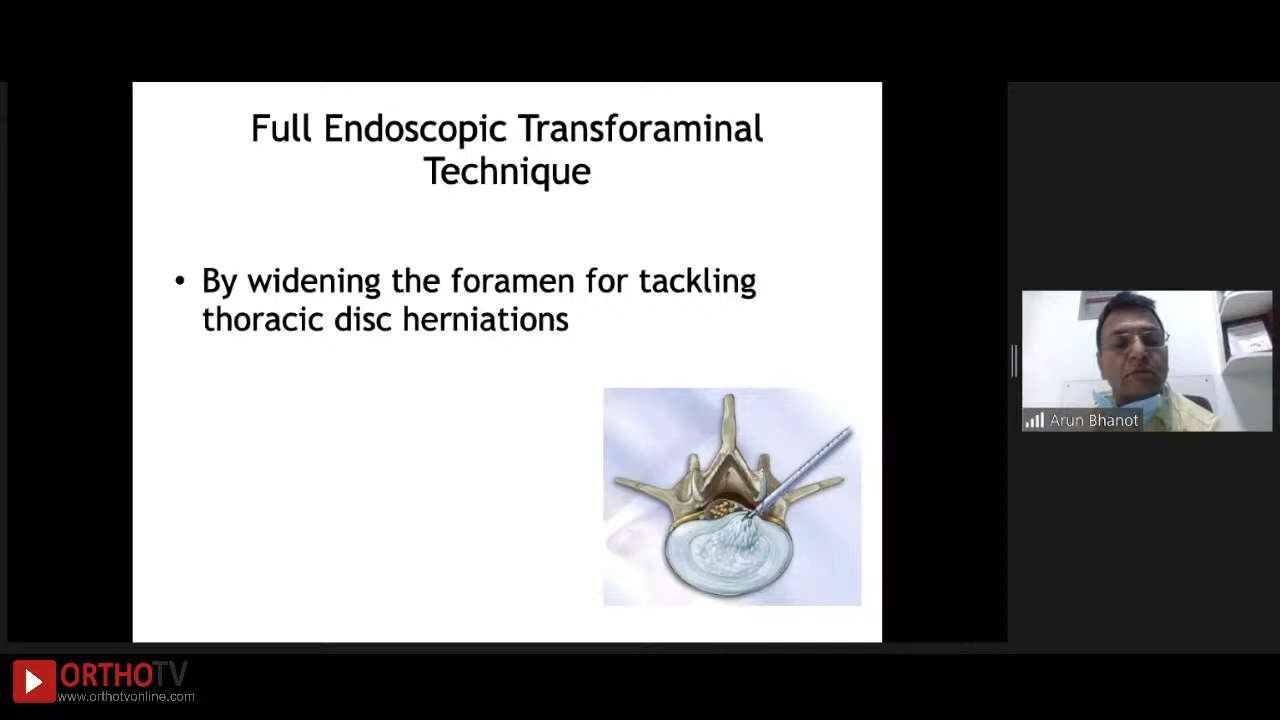 Full Endoscopic Transforaminal
Technique
• By widening the foramen for tackling
thoracic disc herniations
Arun Bhanot
ORTHOTV
www.orthotvonline.com